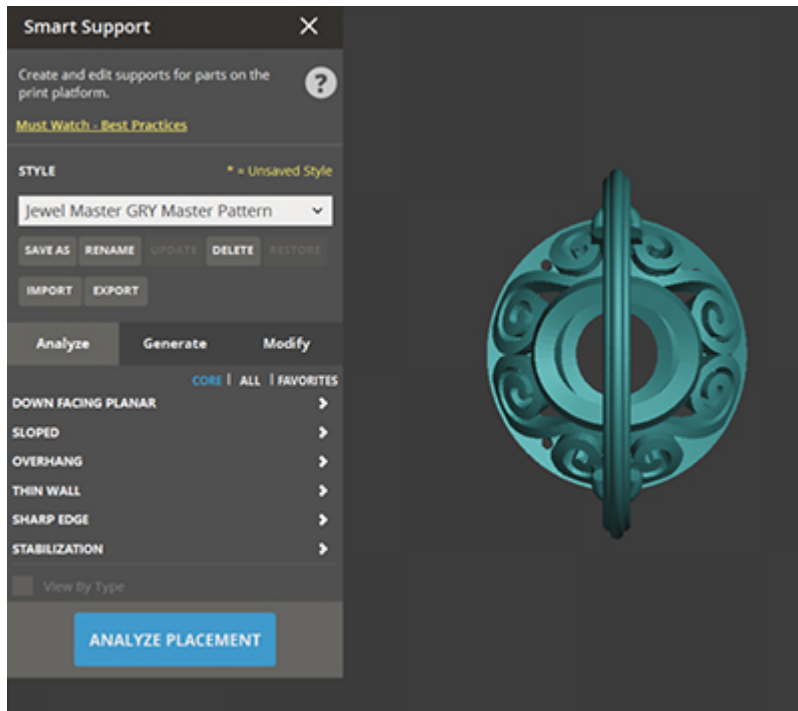 Smart Support
Create and edit supports for parts on the
print platform.
?
Must Watch - Best Practices
STYLE * = Unsaved Style
Jewel Master GRY Master Pattern
SAVE AS RENAME UPDATE DELETE RESTORE
IMPORT EXPORT
Analyze Generate Modify
CORE | ALL | FAVORITES
DOWN FACING PLANAR
SLOPED
OVERHANG
THIN WALL
SHARP EDGE
STABILIZATION
View By Type
ANALYZE PLACEMENT